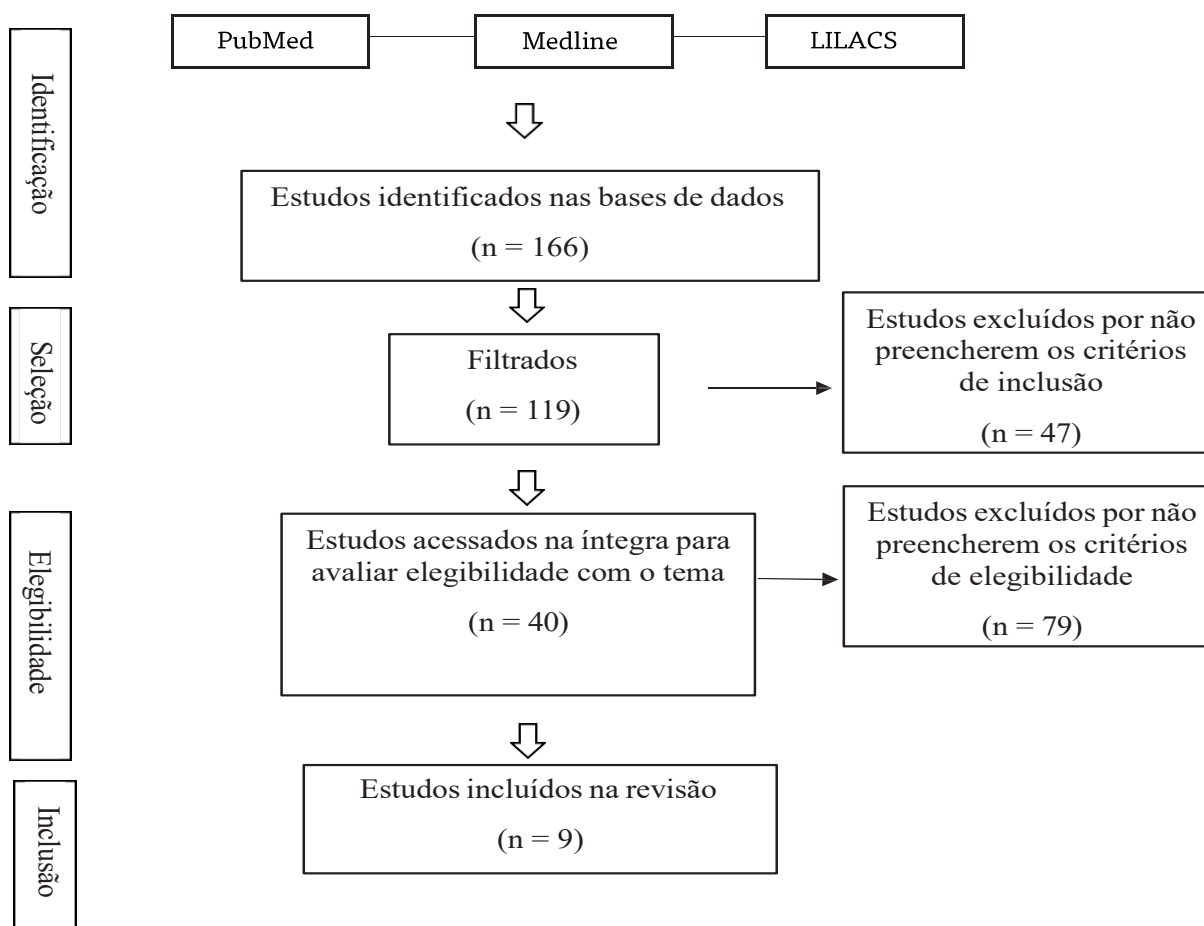 PubMed
Medline
LILACS
Identificação
Estudos identificados nas bases de dados
(n = 166)
Seleção
Filtrados
(n = 119)
Estudos excluídos por não
preencherem os critérios
de inclusão
(n = 47)
Elegibilidade
Estudos acessados na íntegra para
avaliar elegibilidade com o tema
(n = 40)
Estudos excluídos por não
preencherem os critérios
de elegibilidade
(n = 79)
Inclusão
Estudos incluídos na revisão
(n = 9)